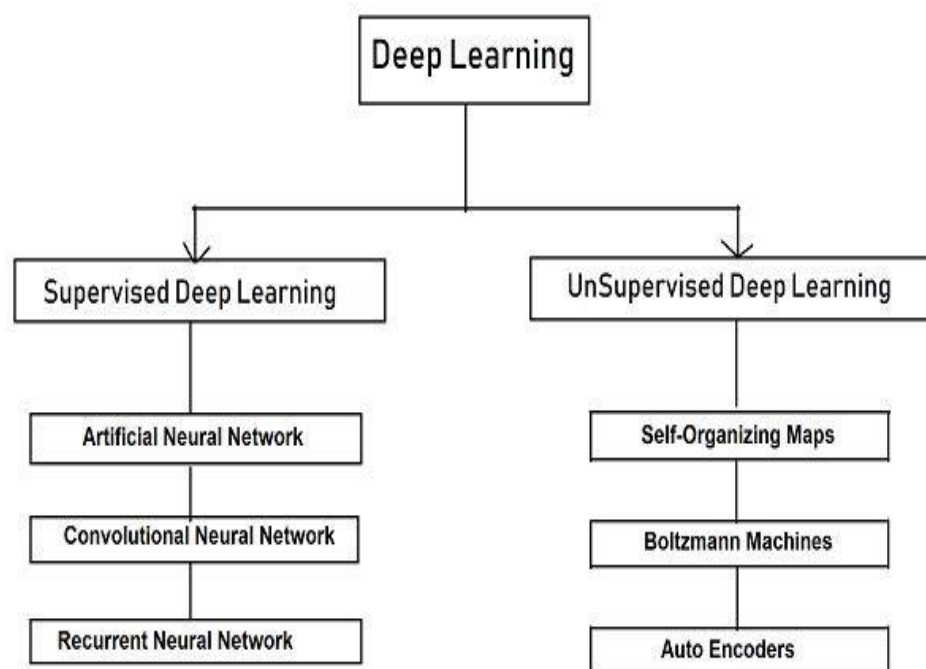 Deep Learning
Supervised Deep Learning
UnSupervised Deep Learning
Artificial Neural Network
Self-Organizing Maps
Convolutional Neural Network
Boltzmann Machines
Recurrent Neural Network
Auto Encoders